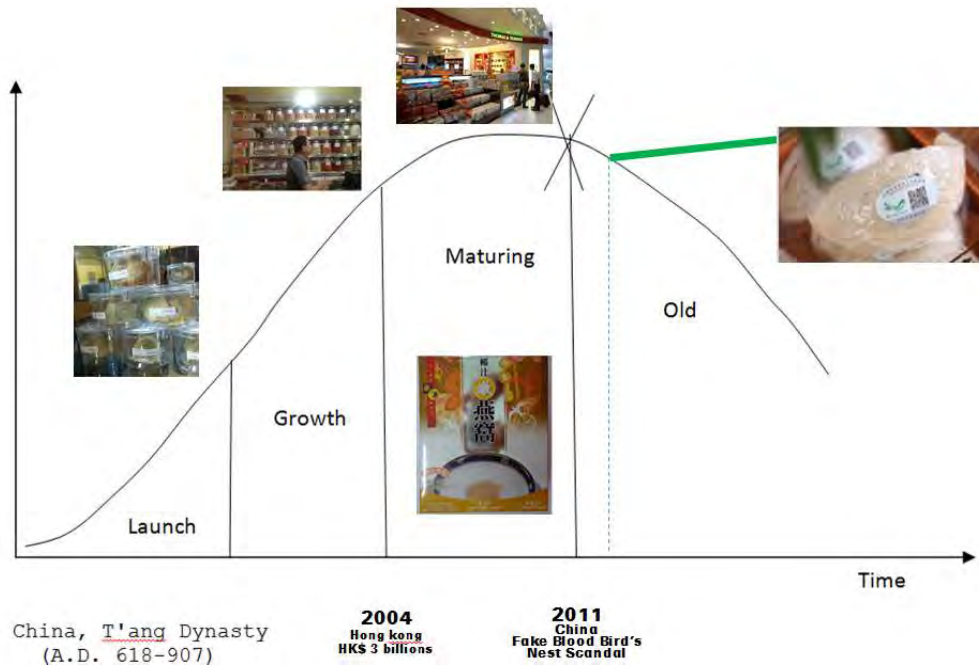 Maturing
Old
Growth
Launch
燕窩
Time
China, T'ang Dynasty
(A.D. 618-907)
2004
Hong kong
HK$ 3 billions
2011
China
Fake Blood Bird's
Nest Scandal